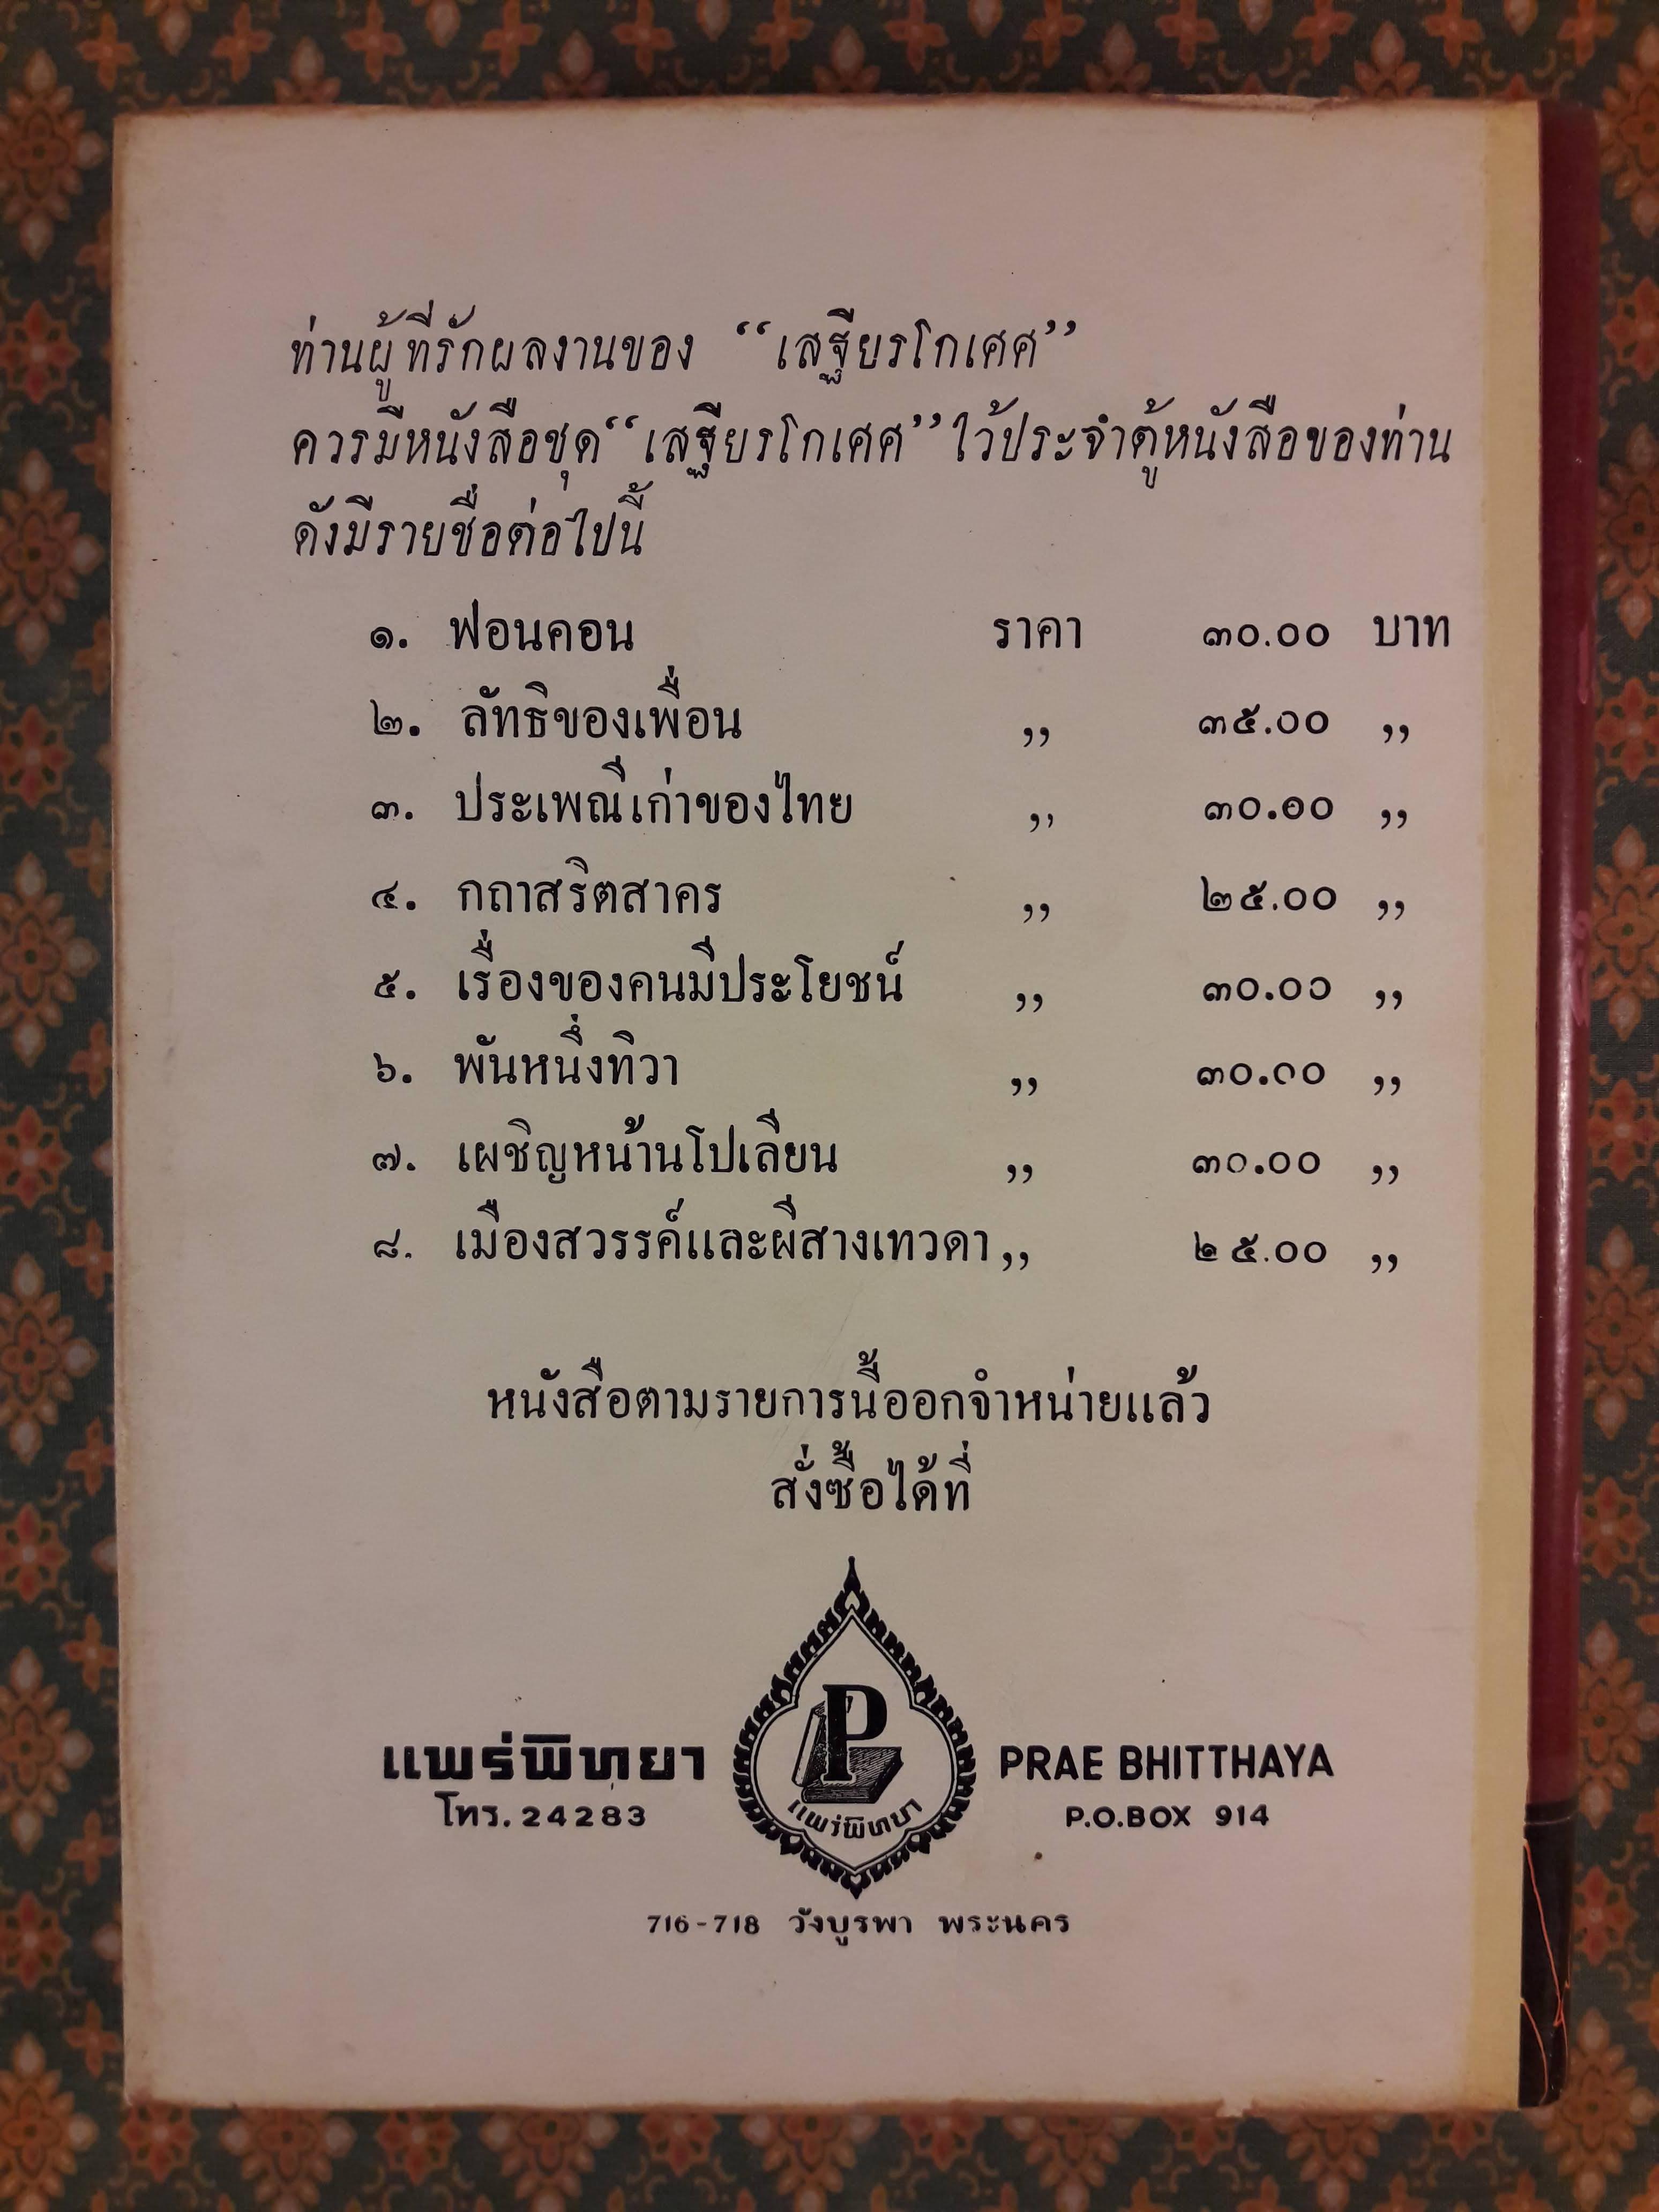 ท่านผู้ที่รักผลงานของ “เสฐียรโกเศศ”
ควรมีหนังสือชุด “เสฐียรโกเศศ” ไว้ประจำตู้หนังสือของท่าน
ดังมีรายชื่อต่อไปนี้
๑. ฟอนคอน ราคา ๓๐.๐๐ บาท
๒. ลัทธิของเพื่อน ,, ๓๕.๐๐ ,,
๓. ประเพณีเก่าของไทย ,, ๓๐.๐๐ ,,
๔. กถาสริตสาคร ,, ๒๕.๐๐ ,,
๕. เรื่องของคนมีประโยชน์ ,, ๓๐.๐๐ ,,
๖. พันหนึ่งทิวา ,, ๓๐.๐๐ ,,
๗. เผชิญหน้านโปเลียน ,, ๓๐.๐๐ ,,
๘. เมืองสวรรค์และผีสางเทวดา ,, ๒๕.๐๐ ,,
หนังสือตามรายการนี้ออกจำหน่ายแล้ว
สั่งซื้อได้ที่
P
แพร่พิทยา
แพร่พิทยา PRAE BHITTHAYA
โทร. 24283 P.O.BOX 914
716-718 วังบูรพา พระนคร